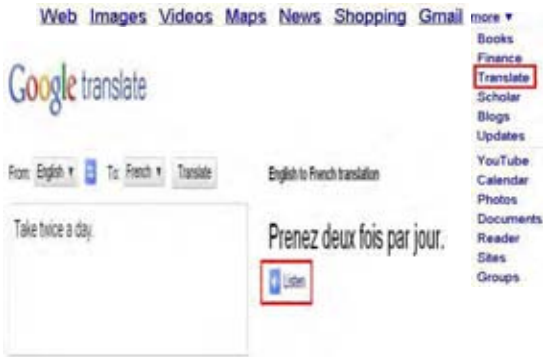 Web Images Videos Maps News Shopping Gmail more ▼
Books
Finance
Translate
Scholar
Blogs
Updates
YouTube
Calendar
Photos
Documents
Reader
Sites
Groups
Google translate
From: English ▼ To: French ▼ Translate
English to French translation
Take twice a day.
Prenez deux fois par jour.
Listen